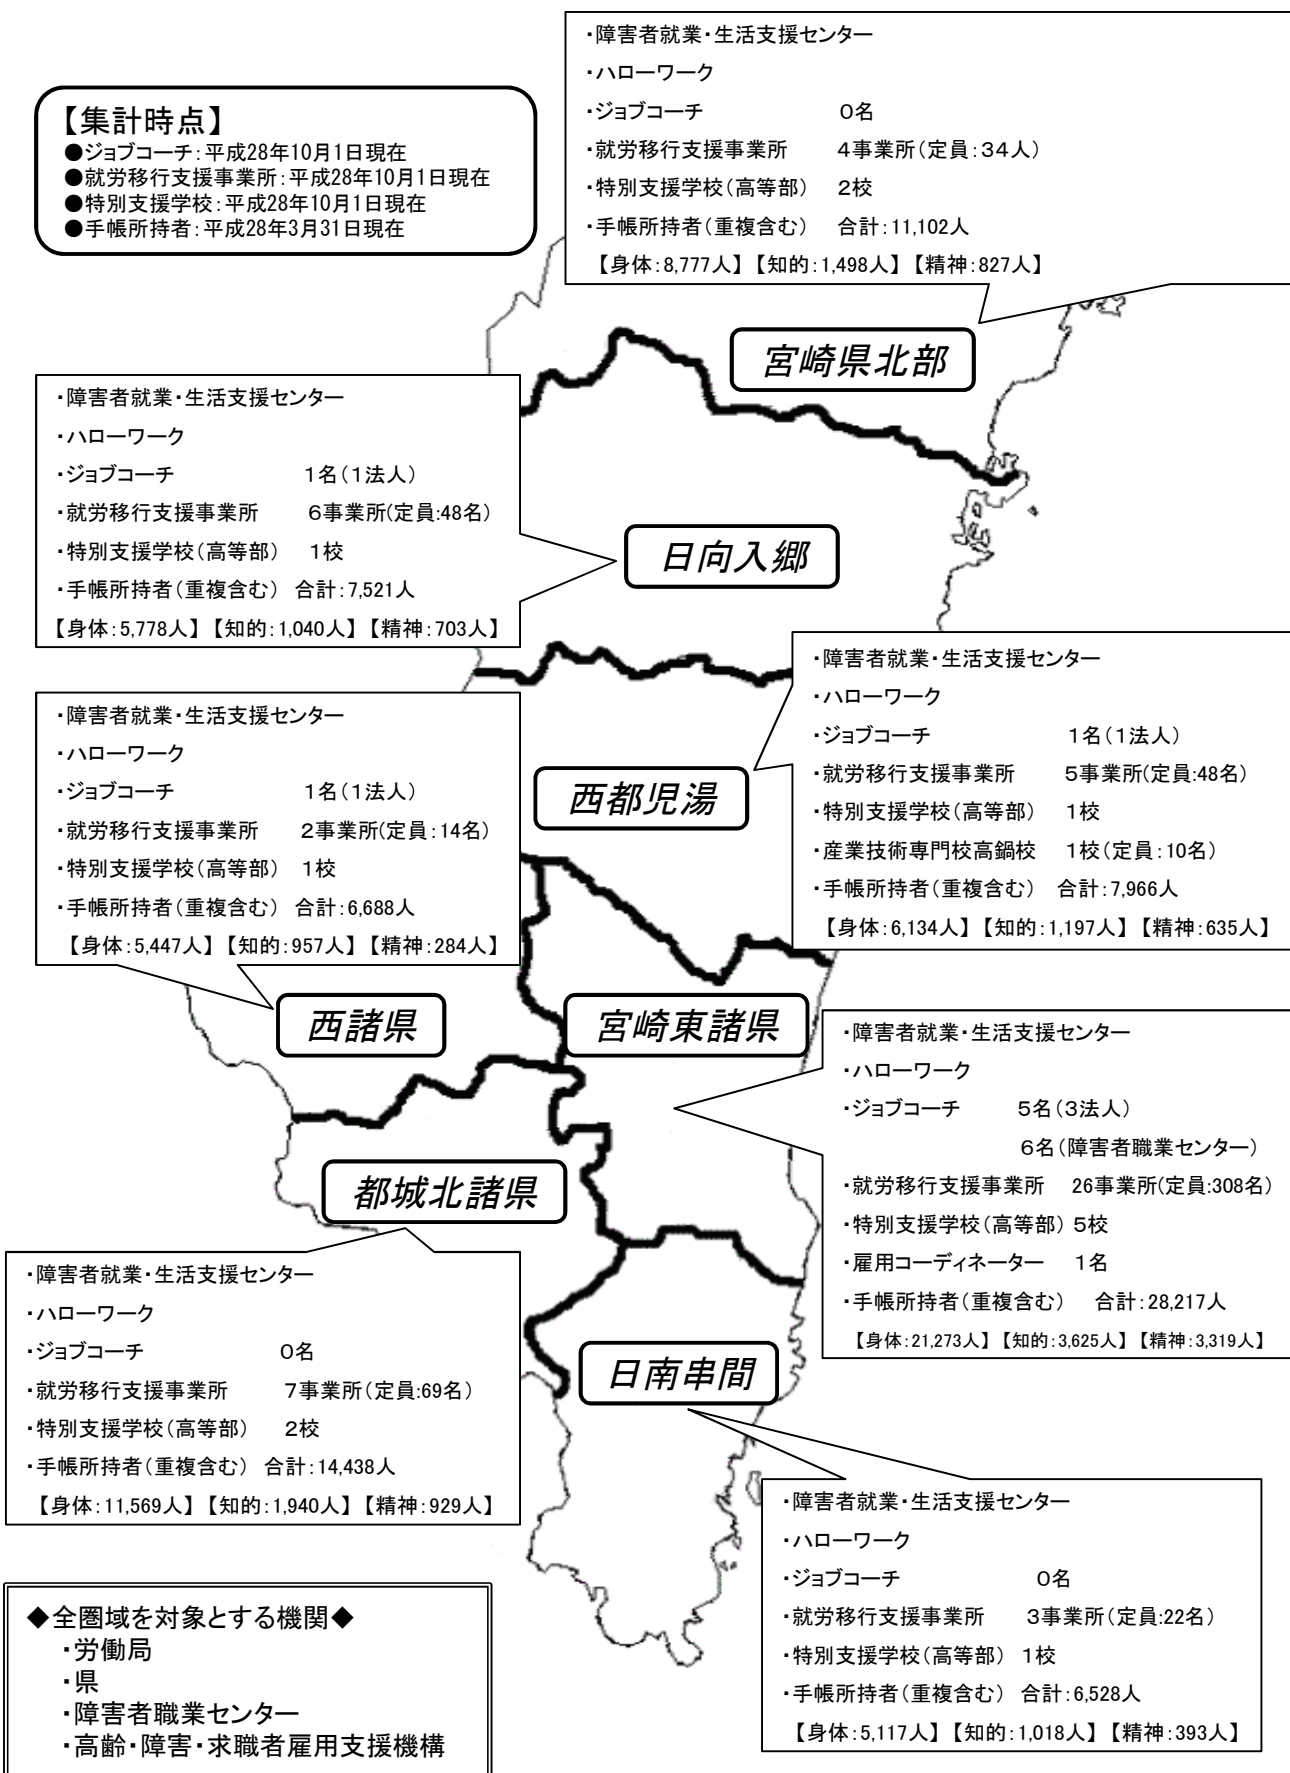 ・障害者就業・生活支援センター
・ハローワーク
・ジョブコーチ 0名
・就労移行支援事業所 4事業所(定員:34人)
・特別支援学校(高等部) 2校
・手帳所持者(重複含む) 合計:11,102人
【身体:8,777人】【知的:1,498人】【精神:827人】
【集計時点】
●ジョブコーチ:平成28年10月1日現在
●就労移行支援事業所:平成28年10月1日現在
●特別支援学校:平成28年10月1日現在
●手帳所持者:平成28年3月31日現在
宮崎県北部
・障害者就業・生活支援センター
・ハローワーク
・ジョブコーチ 1名(1法人)
・就労移行支援事業所 6事業所(定員:48名)
・特別支援学校(高等部) 1校
・手帳所持者(重複含む) 合計:7,521人
【身体:5,778人】【知的:1,040人】【精神:703人】
日向入郷
・障害者就業・生活支援センター
・ハローワーク
・ジョブコーチ 1名(1法人)
・就労移行支援事業所 5事業所(定員:48名)
・特別支援学校(高等部) 1校
・産業技術専門校高鍋校 1校(定員:10名)
・手帳所持者(重複含む) 合計:7,966人
【身体:6,134人】【知的:1,197人】【精神:635人】
西都児湯
・障害者就業・生活支援センター
・ハローワーク
・ジョブコーチ 1名(1法人)
・就労移行支援事業所 2事業所(定員:14名)
・特別支援学校(高等部) 1校
・手帳所持者(重複含む) 合計:6,688人
【身体:5,447人】【知的:957人】【精神:284人】
西諸県
宮崎東諸県
・障害者就業・生活支援センター
・ハローワーク
・ジョブコーチ 5名(3法人)
6名(障害者職業センター)
・就労移行支援事業所 26事業所(定員:308名)
・特別支援学校(高等部) 5校
・雇用コーディネーター 1名
・手帳所持者(重複含む) 合計:28,217人
【身体:21,273人】【知的:3,625人】【精神:3,319人】
都城北諸県
・障害者就業・生活支援センター
・ハローワーク
・ジョブコーチ 0名
・就労移行支援事業所 7事業所(定員:69名)
・特別支援学校(高等部) 2校
・手帳所持者(重複含む) 合計:14,438人
【身体:11,569人】【知的:1,940人】【精神:929人】
日南串間
・障害者就業・生活支援センター
・ハローワーク
・ジョブコーチ 0名
・就労移行支援事業所 3事業所(定員:22名)
・特別支援学校(高等部) 1校
・手帳所持者(重複含む) 合計:6,528人
【身体:5,117人】【知的:1,018人】【精神:393人】
◆全圏域を対象とする機関◆
・労働局
・県
・障害者職業センター
・高齢・障害・求職者雇用支援機構